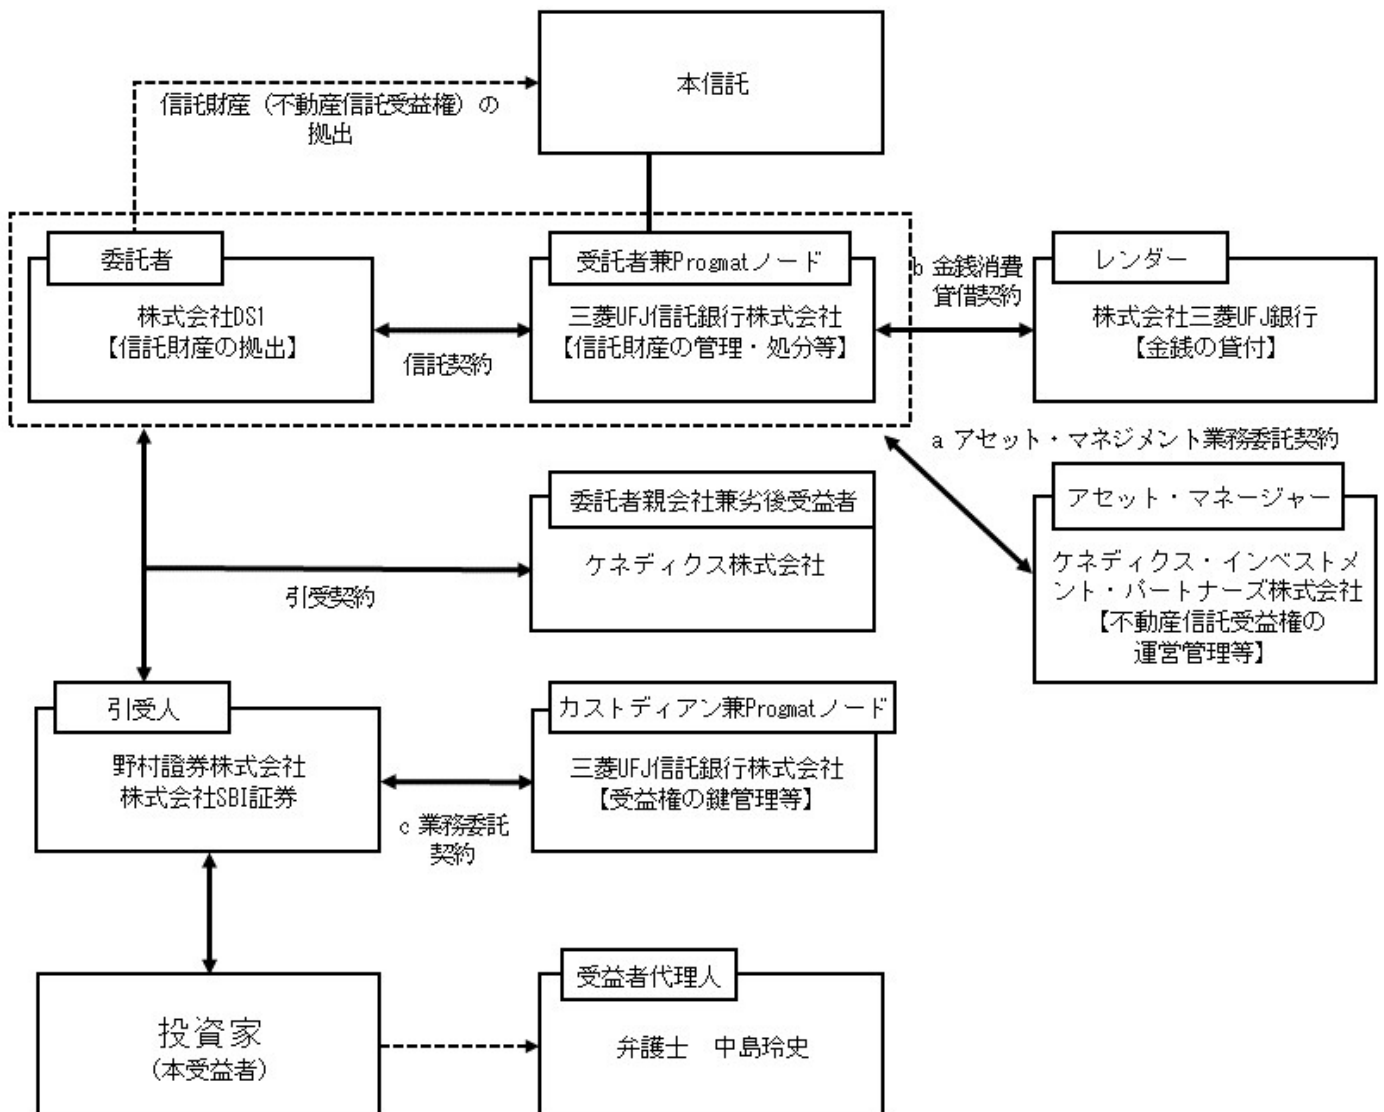 本信託
信託財産（不動産信託受益権）の
拠出
委託者
株式会社DS1
【信託財産の拠出】
信託契約
受託者兼Progmatノード
三菱UFJ信託銀行株式会社
【信託財産の管理・処分等】
b 金銭消費
貸借契約
レンダー
株式会社三菱UFJ銀行
【金銭の貸付】
a アセット・マネジメント業務委託契約
アセット・マネージャー
ケネディクス・インベストメ
ント・パートナーズ株式会社
【不動産信託受益権の
運営管理等】
委託者親会社兼劣後受益者
ケネディクス株式会社
引受契約
引受人
野村證券株式会社
株式会社SBI証券
c 業務委託
契約
カストディアン兼Progmatノード
三菱UFJ信託銀行株式会社
【受益権の鍵管理等】
投資家
（本受益者）
受益者代理人
弁護士　中島玲史